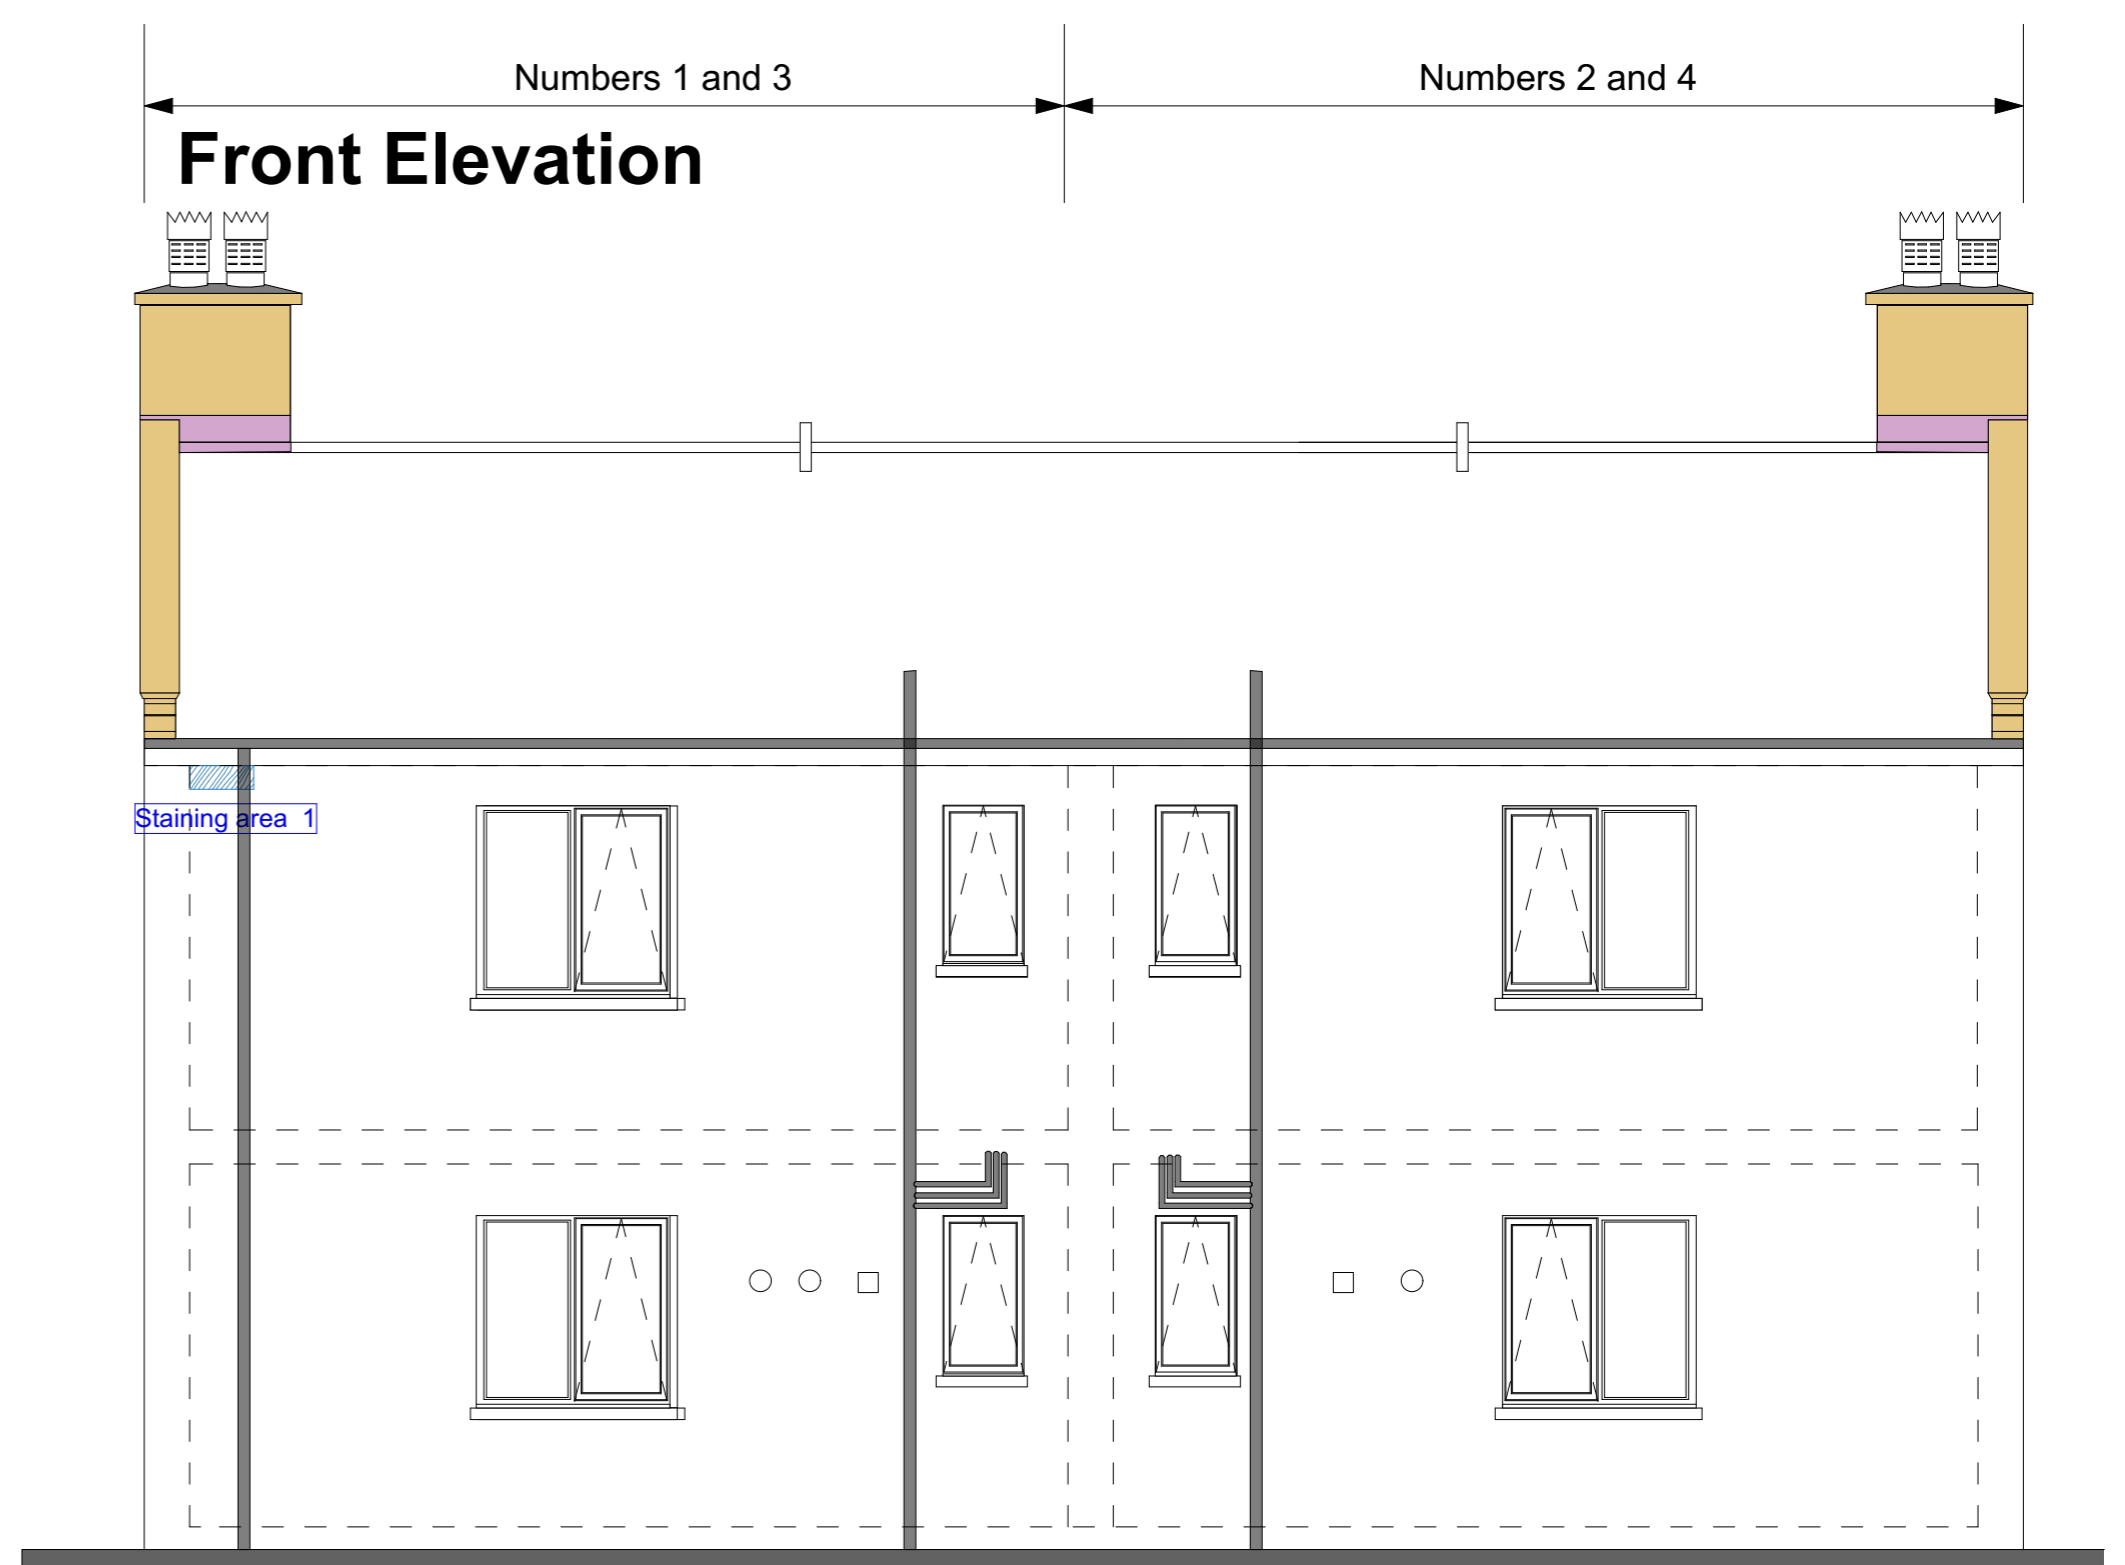 Numbers 1 and 3
Numbers 2 and 4
Front Elevation
Staining area 1